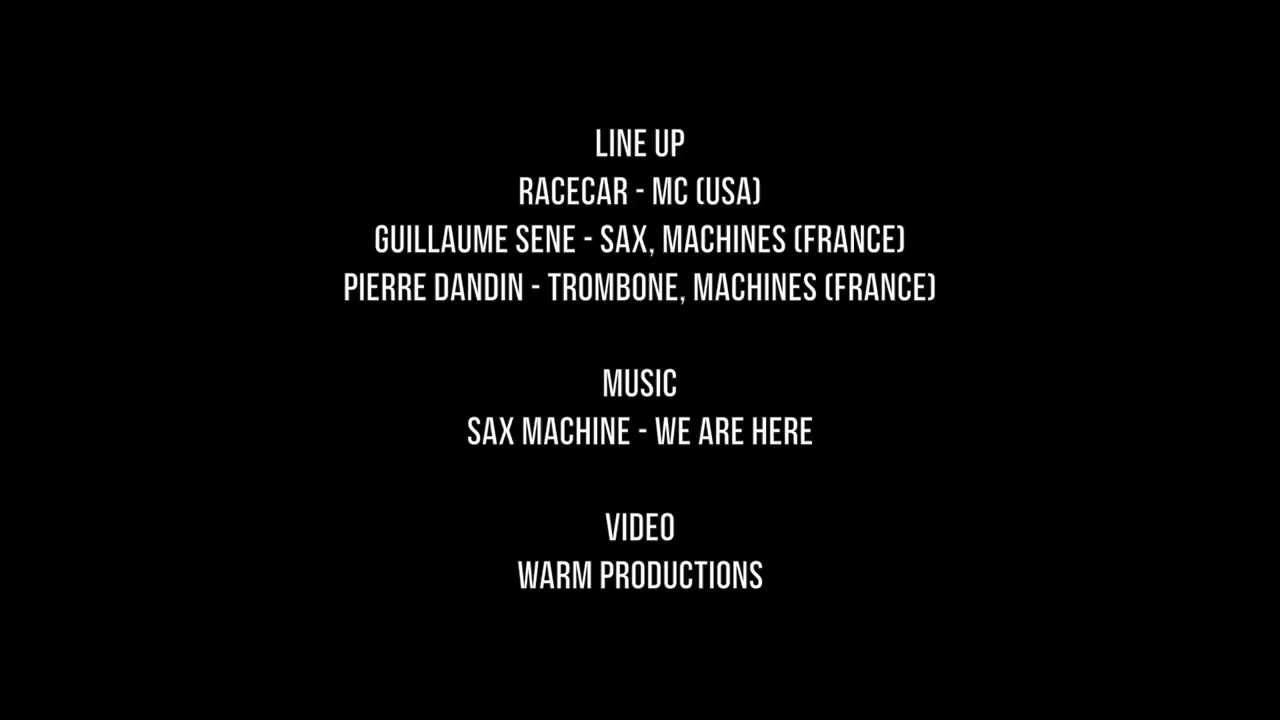 LINE UP
RACECAR - MC (USA)
GUILLAUME SENE - SAX, MACHINES (FRANCE)
PIERRE DANDIN - TROMBONE, MACHINES (FRANCE)
MUSIC
SAX MACHINE - WE ARE HERE
VIDEO
WARM PRODUCTIONS